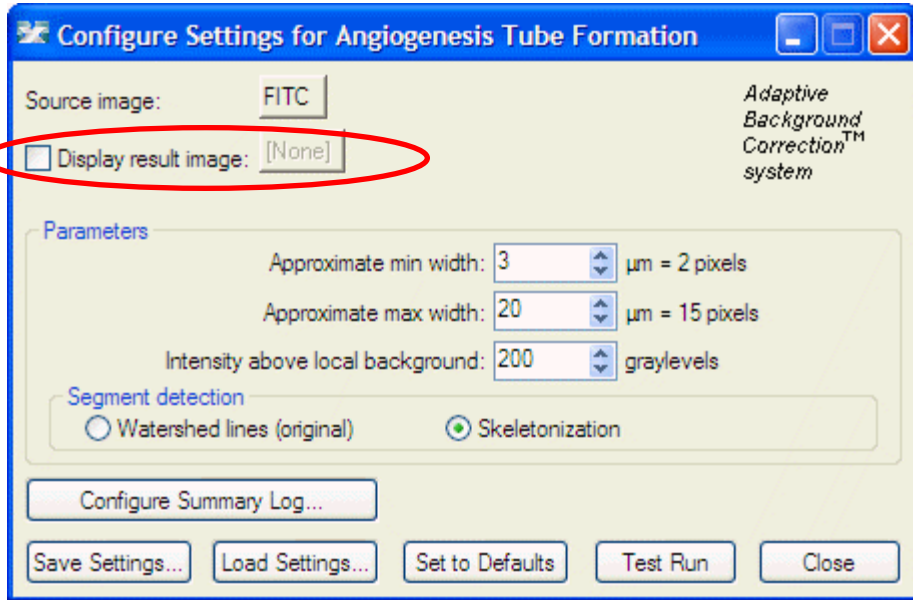 Configure Settings for Angiogenesis Tube Formation
Source image: FITC
Display result image: [None]
Adaptive
Background
Correction™
system
Parameters
Approximate min width: 3 µm = 2 pixels
Approximate max width: 20 µm = 15 pixels
Intensity above local background: 200 graylevels
Segment detection
Watershed lines (original) Skeletonization
Configure Summary Log...
Save Settings... Load Settings... Set to Defaults Test Run Close